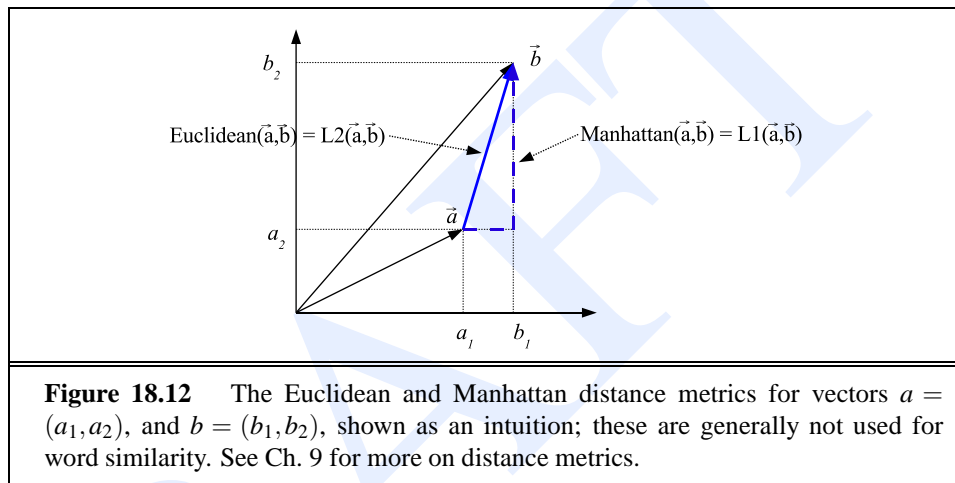 b₂
b⃗
Euclidean(a⃗,b⃗) = L2(a⃗,b⃗)
Manhattan(a⃗,b⃗) = L1(a⃗,b⃗)
a⃗
a₂
a₁
b₁
Figure 18.12 The Euclidean and Manhattan distance metrics for vectors a =
(a₁,a₂), and b = (b₁,b₂), shown as an intuition; these are generally not used for
word similarity. See Ch. 9 for more on distance metrics.